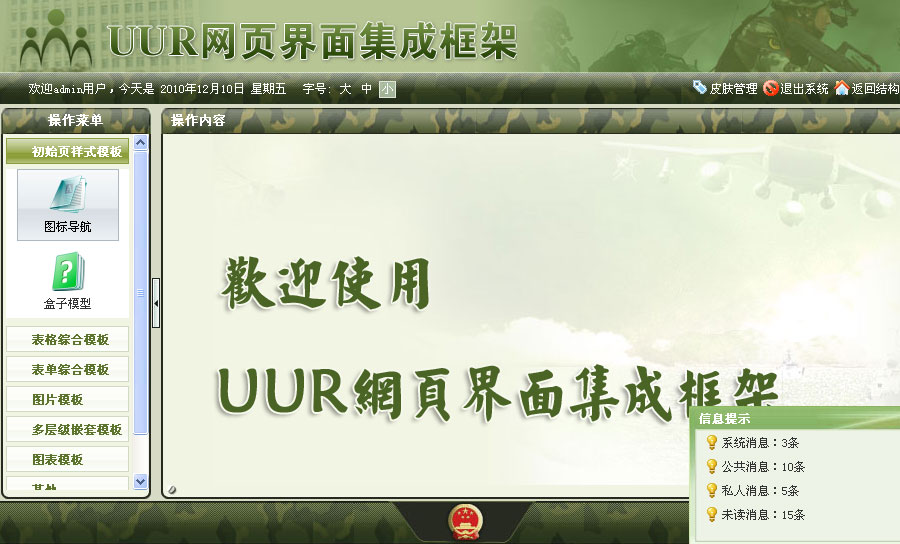 UUR网页界面集成框架
欢迎admin用户，今天是 2010年12月10日 星期五 字号: 大 中 小
皮肤管理 退出系统 返回结构
操作菜单
操作内容
初始页样式模板
图标导航
盒子模型
表格综合模板
表单综合模板
图片模板
多层级嵌套模板
图表模板
歡迎使用
UUR網頁界面集成框架
信息提示
系统消息：3条
公共消息：10条
私人消息：5条
未读消息：15条